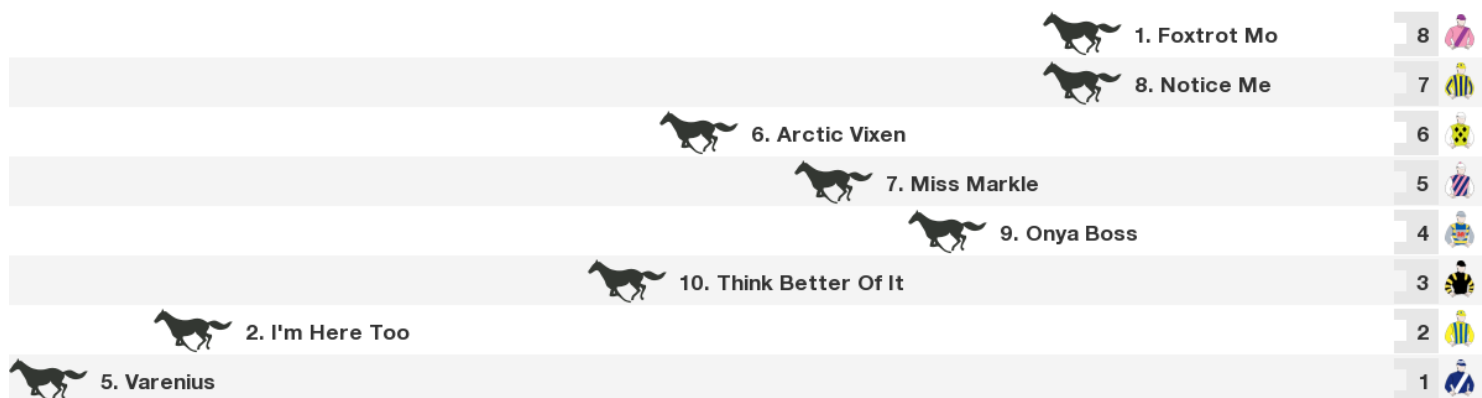 1. Foxtrot Mo 8
8. Notice Me 7
6. Arctic Vixen 6
7. Miss Markle 5
9. Onya Boss 4
10. Think Better Of It 3
2. I'm Here Too 2
5. Varenius 1